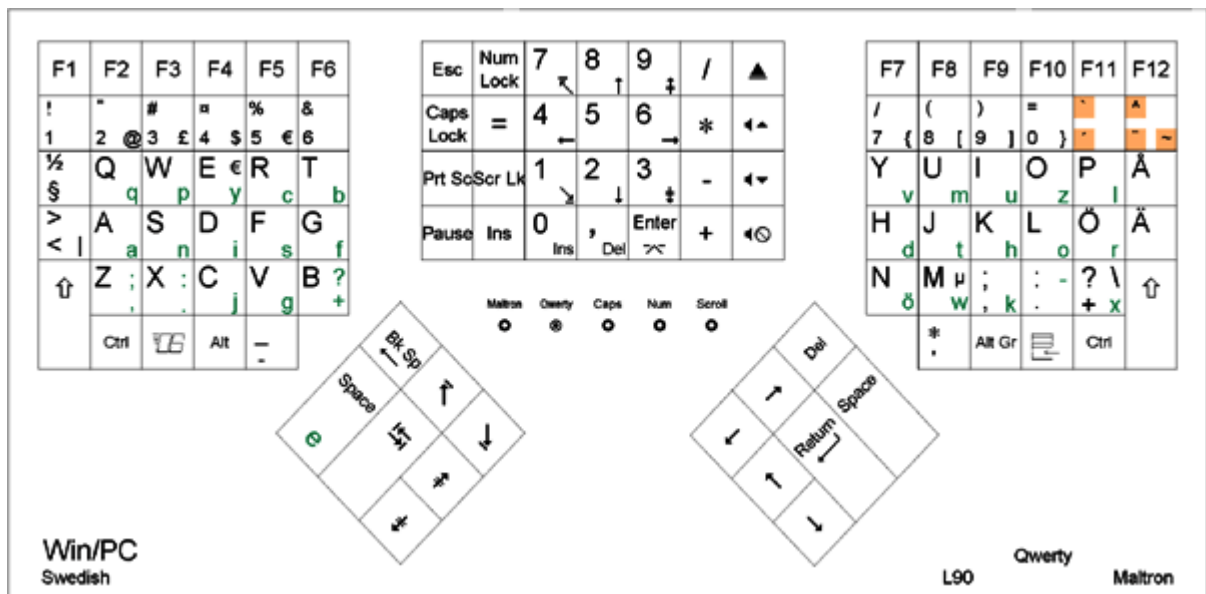 F1 F2 F3 F4 F5 F6
! " # ¤ % &
1 2 @ 3 £ 4 $ 5 € 6
½ Q W E € R T
§ q p y c b
> A S D F G
< | a n i s f
⇧ Z ; X : C V B ?
, . j g +
Ctrl Alt _
-
Esc Num Lock 7 ↖ 8 ↑ 9 ⇞ / ▲
Caps Lock = 4 ← 5 6 → *
Prt Sc Scr Lk 1 ↘ 2 ↓ 3 ⇟ -
Pause Ins 0 Ins , Del Enter +
F7 F8 F9 F10 F11 F12
/ ( ) = ` ^
7 { 8 [ 9 ] 0 } ´ ¨ ~
Y U I O P Å
v m u z l
H J K L Ö Ä
d t h o r
N M µ ; : - ? \ ⇧
ö w , k . + x
* Alt Gr Ctrl
'
Maltron Qwerty Caps Num Scroll
Bk Sp
←
Space
e
Del
Space
Return
Win/PC
Swedish
Qwerty
L90 Maltron